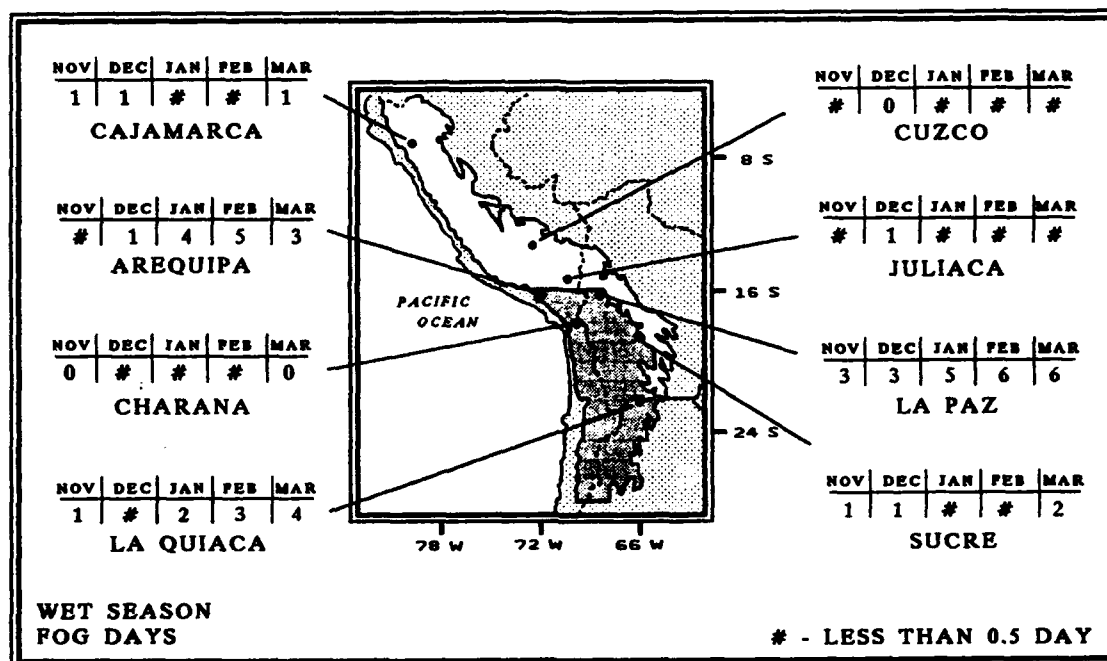 NOV DEC JAN FEB MAR
1 1 # # 1
CAJAMARCA
NOV DEC JAN FEB MAR
# 1 4 5 3
AREQUIPA
NOV DEC JAN FEB MAR
0 # # # 0
CHARANA
NOV DEC JAN FEB MAR
1 # 2 3 4
LA QUIACA
PACIFIC
OCEAN
8 S
16 S
24 S
78 W 72 W 66 W
NOV DEC JAN FEB MAR
# 0 # # #
CUZCO
NOV DEC JAN FEB MAR
# 1 # # #
JULIACA
NOV DEC JAN FEB MAR
3 3 5 6 6
LA PAZ
NOV DEC JAN FEB MAR
1 1 # # 2
SUCRE
WET SEASON
FOG DAYS
# - LESS THAN 0.5 DAY